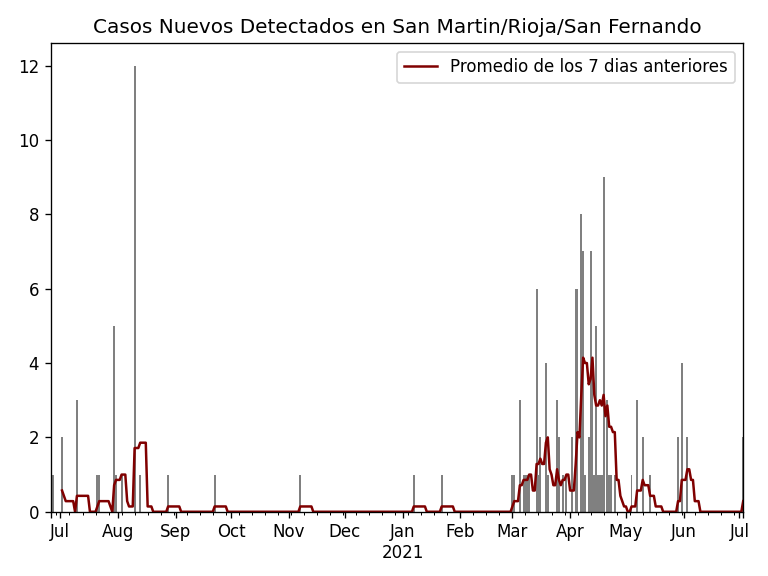 Casos Nuevos Detectados en San Martin/Rioja/San Fernando
Promedio de los 7 dias anteriores
12
10
8
6
4
2
0
Jul Aug Sep Oct Nov Dec Jan Feb Mar Apr May Jun Jul
2021